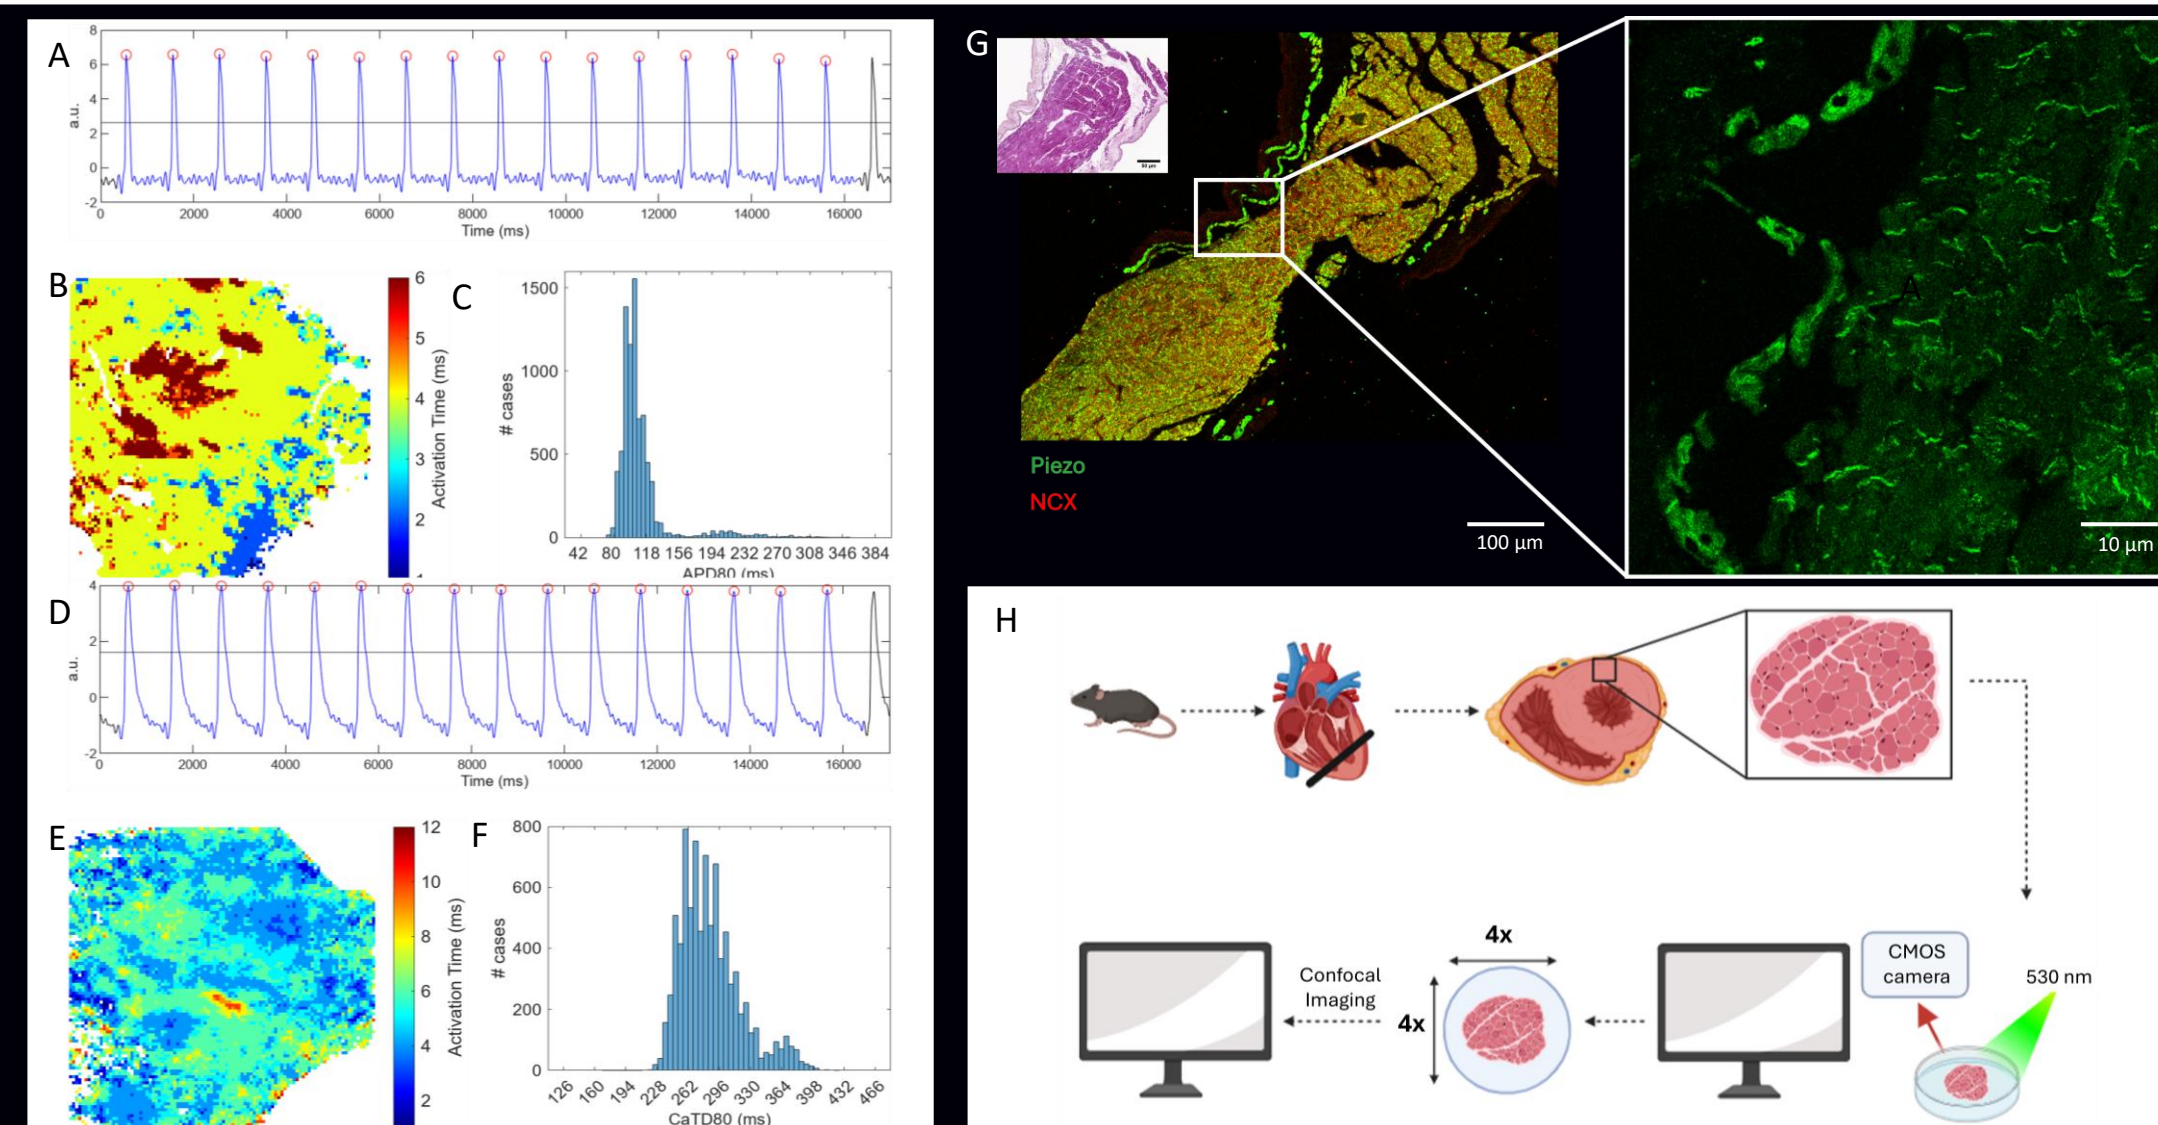 A
8
6
4
2
0
-2
a.u.
0 2000 4000 6000 8000 10000 12000 14000 16000
Time (ms)
B
6
5
4
3
2
Activation Time (ms)
C
1500
1000
500
0
# cases
42 80 118 156 194 232 270 308 346 384
APD80 (ms)
D
4
2
0
-2
a.u.
0 2000 4000 6000 8000 10000 12000 14000 16000
Time (ms)
E
12
10
8
6
4
2
Activation Time (ms)
F
800
600
400
200
0
# cases
126 160 194 228 262 296 330 364 398 432 466
CaTD80 (ms)
G
50 µm
Piezo
NCX
100 µm
A
10 µm
H
4x
4x
Confocal
Imaging
CMOS
camera
530 nm